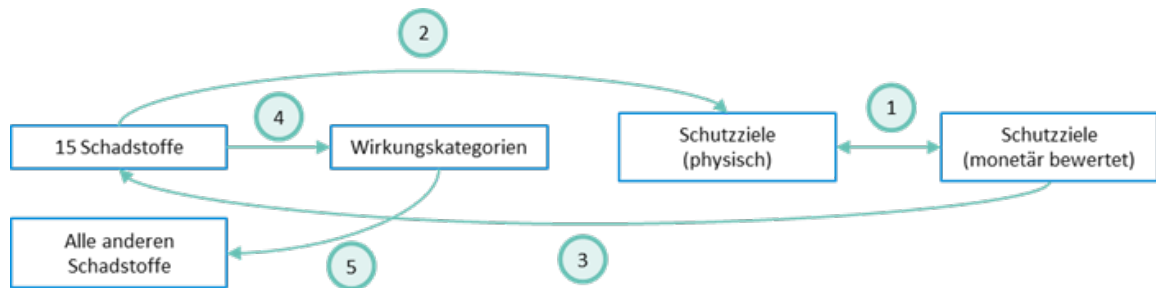 2
1
4
15 Schadstoffe
Wirkungskategorien
Schutzziele
(physisch)
Schutzziele
(monetär bewertet)
Alle anderen
Schadstoffe
5
3